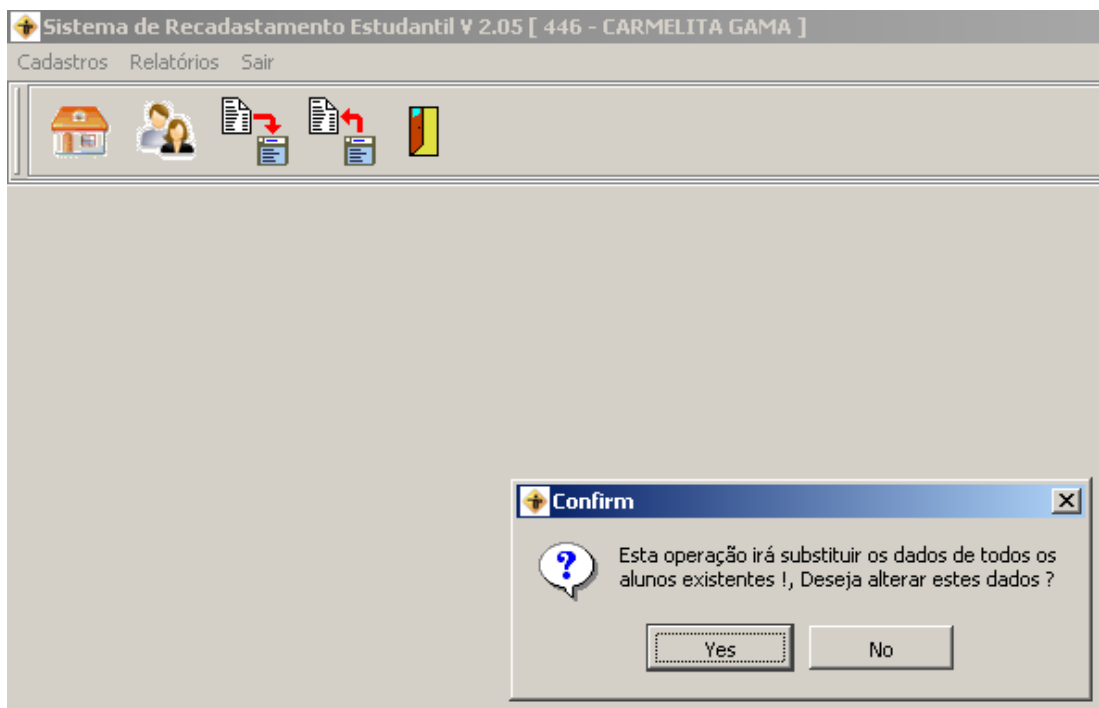 Sistema de Recadastamento Estudantil V 2.05 [ 446 - CARMELITA GAMA ]
Cadastros Relatórios Sair
Confirm
Esta operação irá substituir os dados de todos os
alunos existentes !, Deseja alterar estes dados ?
Yes No